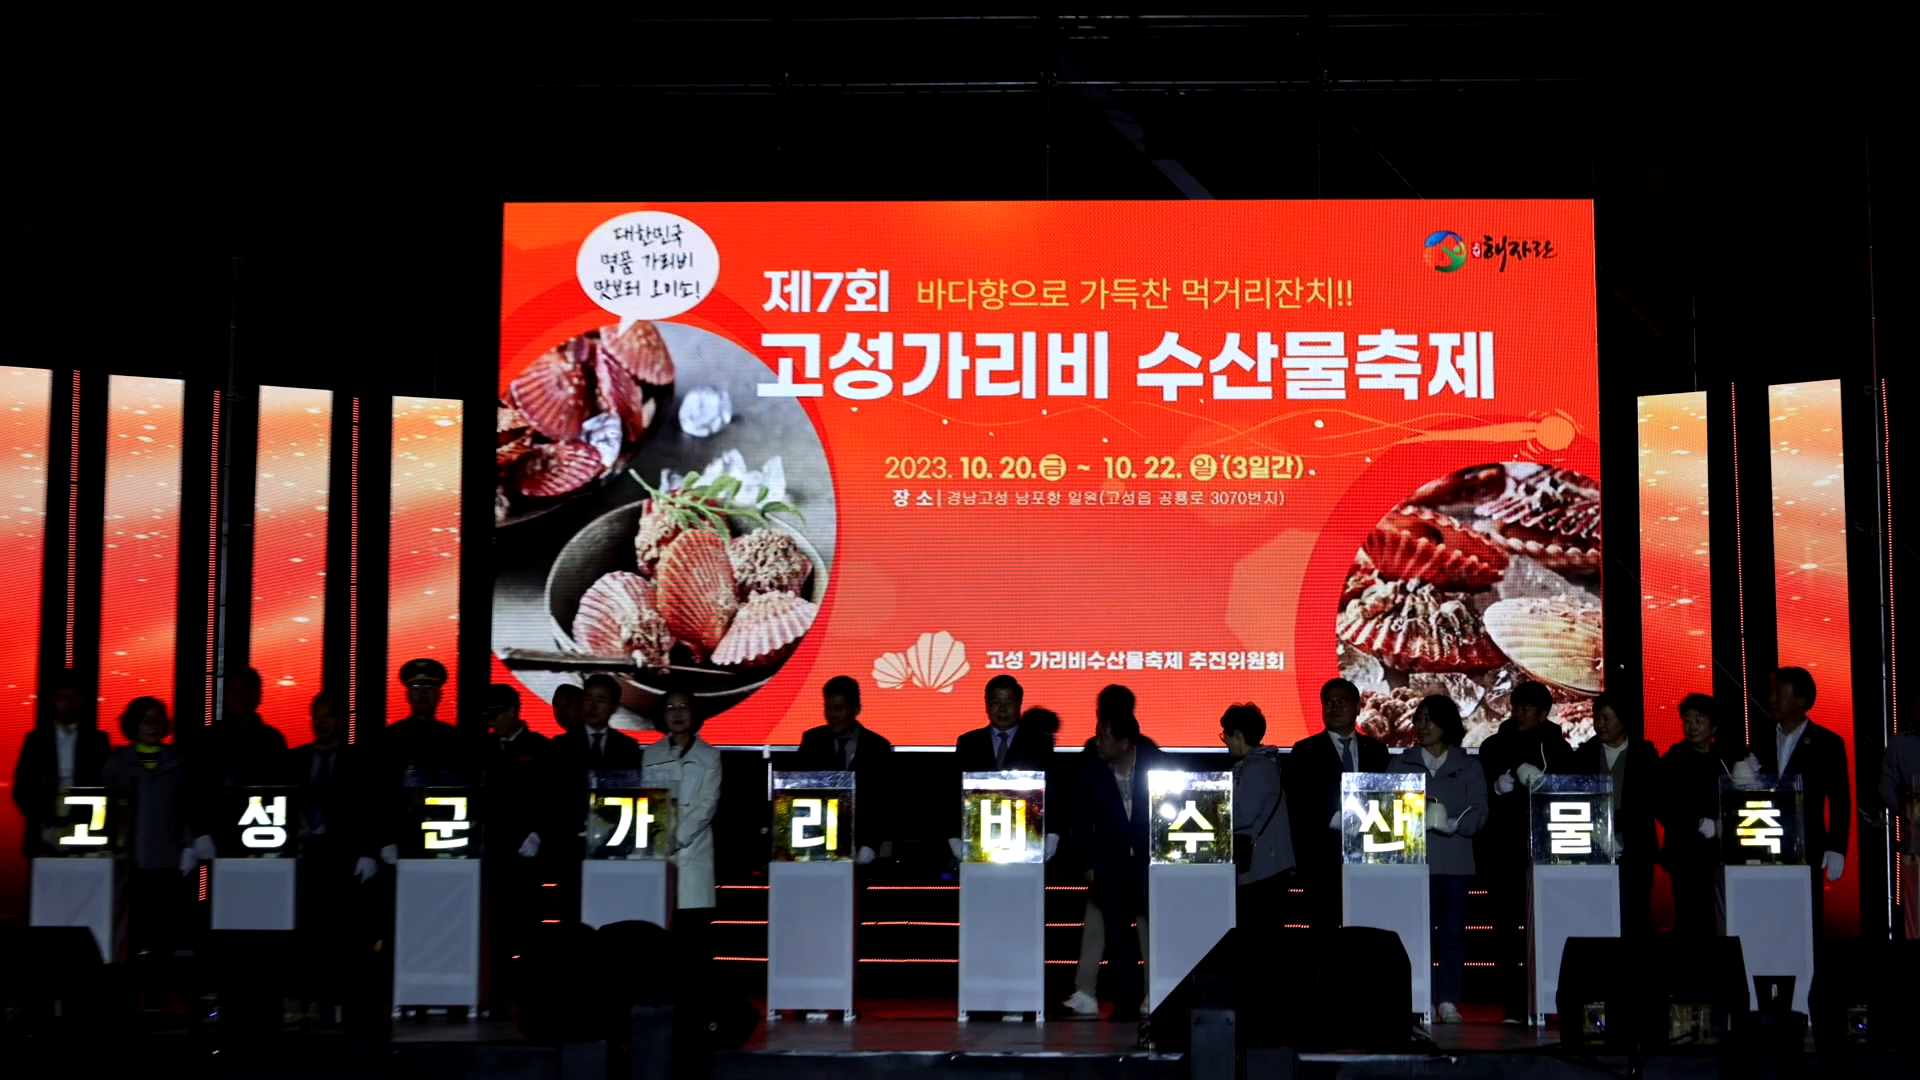 대한민국
명품 가리비
맛보러 오이소!
해자란
제7회 바다향으로 가득찬 먹거리잔치!!
고성가리비 수산물축제
2023. 10. 20.금 ~ 10. 22. 일 (3일간)
장 소 | 경남고성 남포항 일원(고성읍 공룡로 3070번지)
고성 가리비수산물축제 추진위원회
고 성 군 가 리 비 수 산 물 축